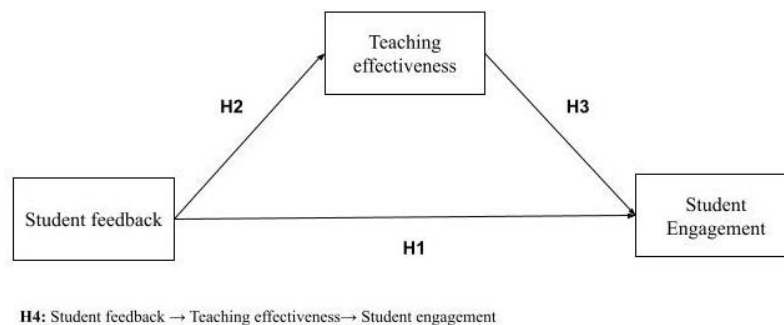 Teaching
effectiveness
H2
H3
Student feedback
Student
Engagement
H1
H4: Student feedback → Teaching effectiveness→ Student engagement